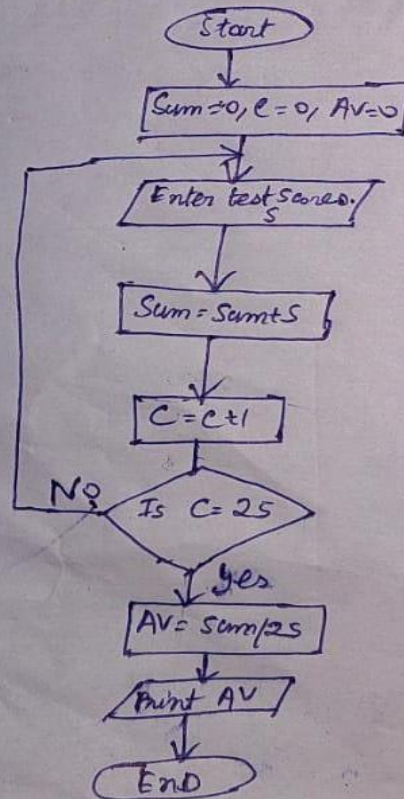 Start
Sum=0, C=0, AV=0
Enter test scores.
S
Sum=Sum+S
C=C+1
No
Is C=25
yes
AV=Sum/25
Print AV
END